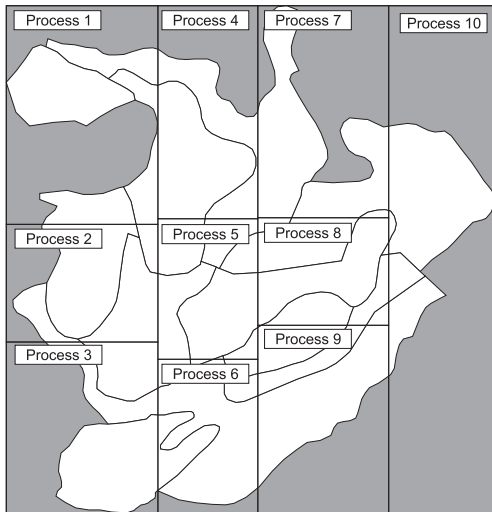 Process 1
Process 4
Process 7
Process 10
Process 2
Process 5
Process 8
Process 3
Process 6
Process 9